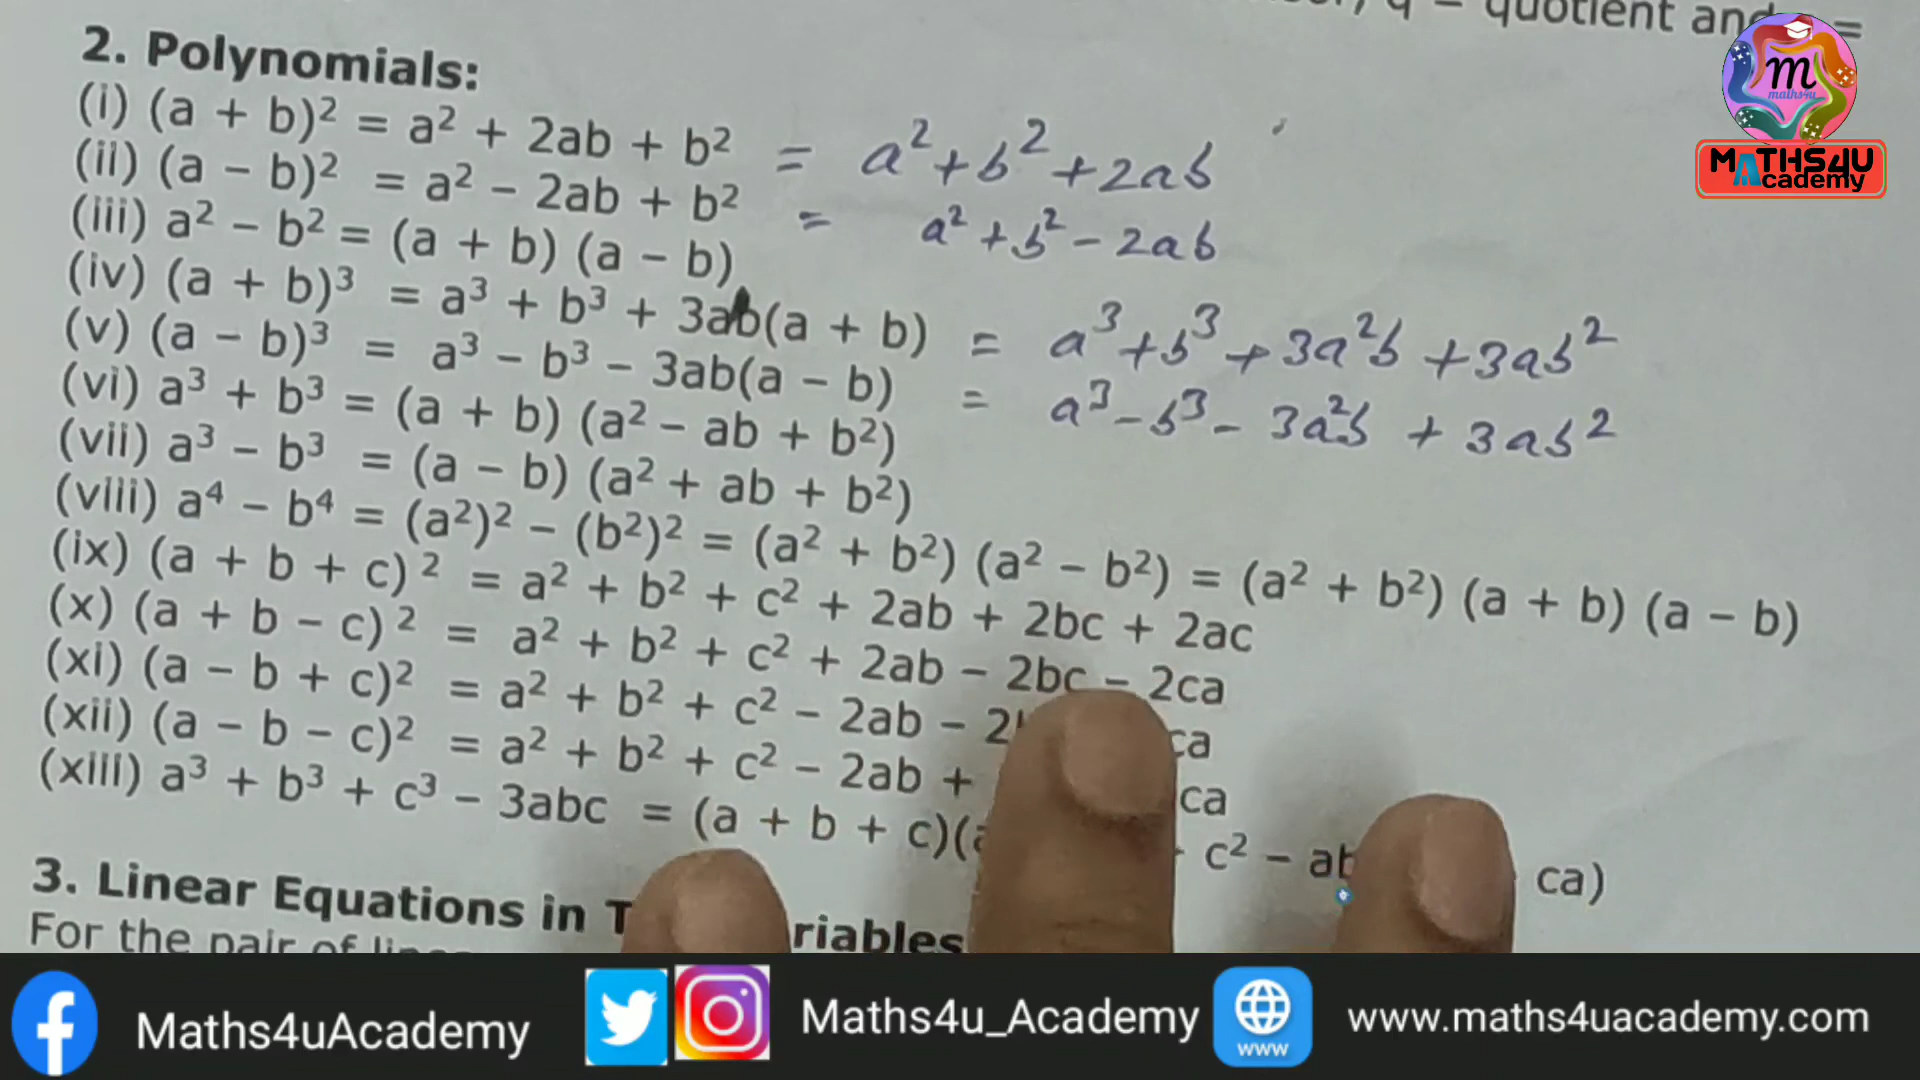 quotient and =
2. Polynomials:
(i) (a + b)² = a² + 2ab + b² = a² + b² + 2ab
(ii) (a – b)² = a² – 2ab + b² = a² + b² – 2ab
(iii) a² – b² = (a + b) (a – b)
(iv) (a + b)³ = a³ + b³ + 3ab(a + b) = a³ + b³ + 3a²b + 3ab²
(v) (a – b)³ = a³ – b³ – 3ab(a – b) = a³ – b³ – 3a²b + 3ab²
(vi) a³ + b³ = (a + b) (a² – ab + b²)
(vii) a³ – b³ = (a – b) (a² + ab + b²)
(viii) a⁴ – b⁴ = (a²)² – (b²)² = (a² + b²) (a² – b²) = (a² + b²) (a + b) (a – b)
(ix) (a + b + c)² = a² + b² + c² + 2ab + 2bc + 2ac
(x) (a + b – c)² = a² + b² + c² + 2ab – 2bc – 2ca
(xi) (a – b + c)² = a² + b² + c² – 2ab – 2 ca
(xii) (a – b – c)² = a² + b² + c² – 2ab + ca
(xiii) a³ + b³ + c³ – 3abc = (a + b + c)( c² – ab ca)
3. Linear Equations in riables
For the pair of
m
maths4u
MATHS4U
Academy
Maths4uAcademy
Maths4u_Academy
www
www.maths4uacademy.com